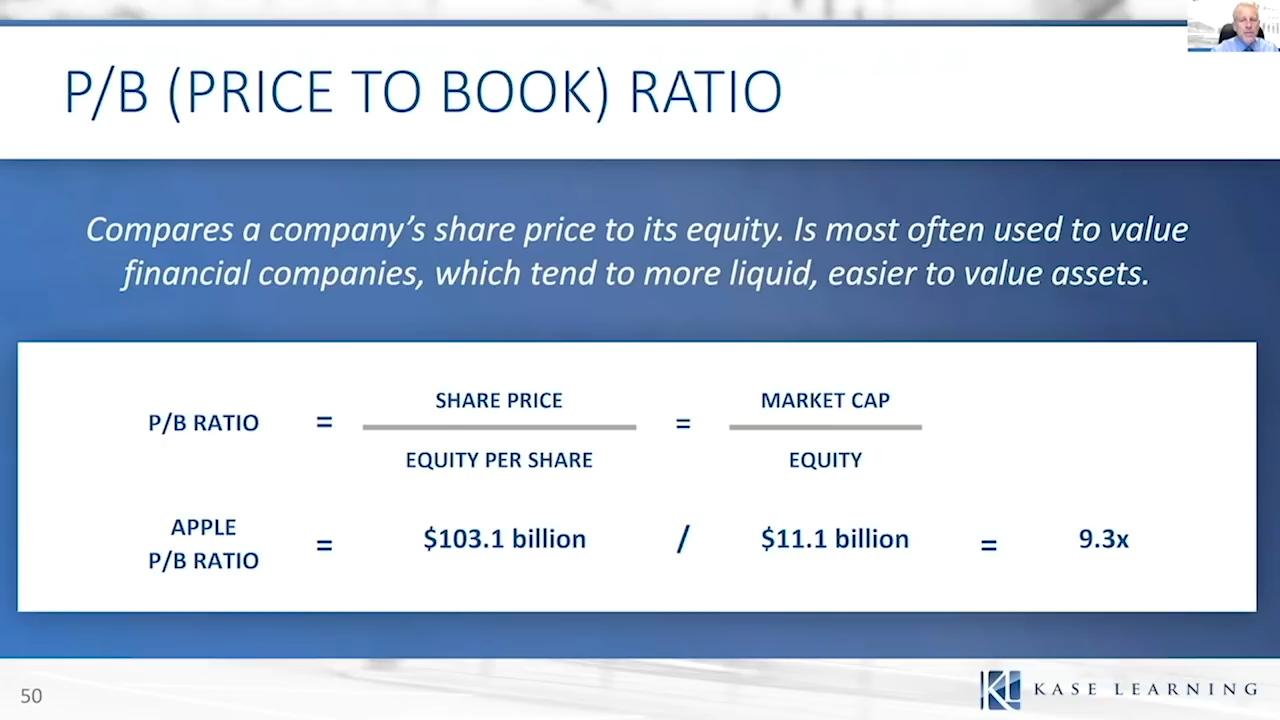 P/B (PRICE TO BOOK) RATIO
Compares a company’s share price to its equity. Is most often used to value
financial companies, which tend to more liquid, easier to value assets.
P/B RATIO = SHARE PRICE = MARKET CAP
EQUITY PER SHARE EQUITY
APPLE
P/B RATIO = $103.1 billion / $11.1 billion = 9.3x
50
KL KASE LEARNING